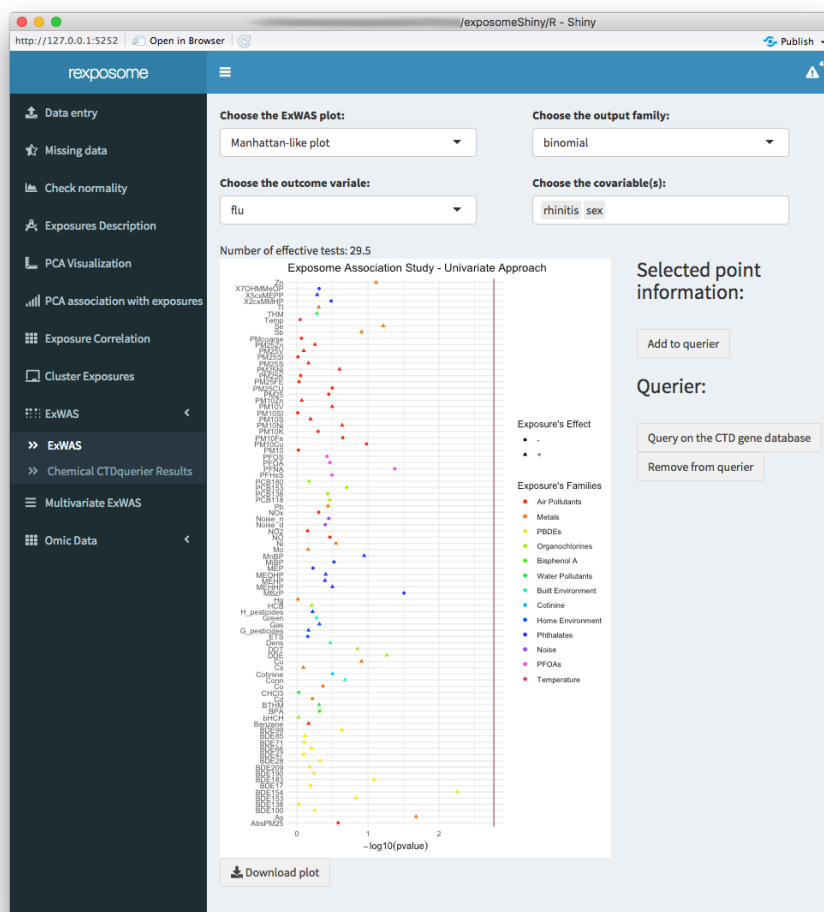 /exposomeShiny/R - Shiny
http://127.0.0.1:5252
Open in Browser
Publish
rexposome
4
Data entry
Missing data
Check normality
Exposures Description
PCA Visualization
PCA association with exposures
Exposure Correlation
Cluster Exposures
ExWAS
ExWAS
Chemical CTDquerier Results
Multivariate ExWAS
Omic Data
Choose the ExWAS plot:
Manhattan-like plot
Choose the output family:
binomial
Choose the outcome variale:
flu
Choose the covariable(s):
rhinitis sex
Number of effective tests: 29.5
Exposome Association Study - Univariate Approach
Zn
X7OHMMeOP
X5cxMEPP
X2cxMMHP
Tl
THM
Temp
Se
Sb
PMcoarse
PM25Zn
PM25V
PM25SI
PM25S
PM25Ni
PM25K
PM25FE
PM25CU
PM25
PM10Zn
PM10V
PM10SI
PM10S
PM10Ni
PM10K
PM10Fe
PM10Cu
PM10
PFOS
PFOA
PFNA
PFHxS
PCB180
PCB153
PCB138
PCB118
Pb
NOx
Noise_n
Noise_d
NO2
NO
Ni
Mo
MnBP
MiBP
MEP
MEOHP
MEHP
MEHHP
MBzP
Hg
HCB
H_pesticides
Green
Gas
G_pesticides
ETS
Dens
DDT
DDE
Cu
Cs
Cotinine
Conn
Co
CHCl3
Cd
BTHM
BPA
bHCH
Benzene
BDE99
BDE85
BDE71
BDE66
BDE47
BDE28
BDE209
BDE190
BDE183
BDE17
BDE154
BDE153
BDE138
BDE100
As
AbsPM25
0 1 2
−log10(pvalue)
Exposure's Effect
-
+
Exposure's Families
Air Pollutants
Metals
PBDEs
Organochlorines
Bisphenol A
Water Pollutants
Built Environment
Cotinine
Home Environment
Phthalates
Noise
PFOAs
Temperature
Selected point
information:
Add to querier
Querier:
Query on the CTD gene database
Remove from querier
Download plot